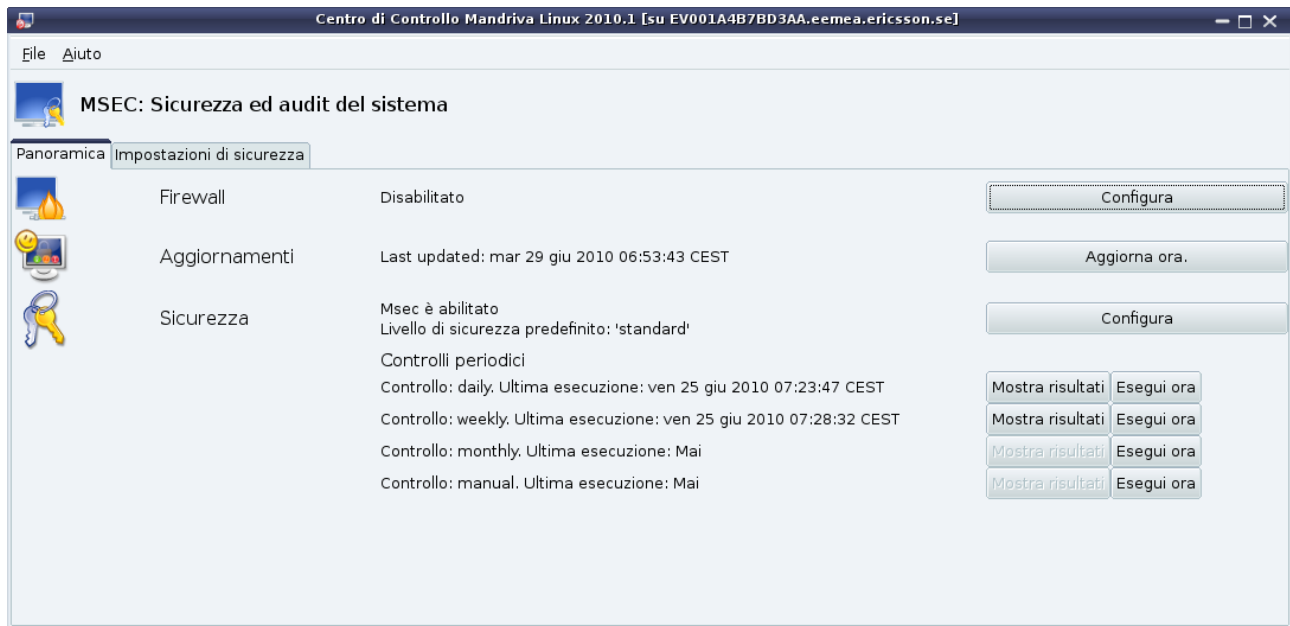 Centro di Controllo Mandriva Linux 2010.1 [su EV001A4B7BD3AA.eemea.ericsson.se]
File Aiuto
MSEC: Sicurezza ed audit del sistema
Panoramica Impostazioni di sicurezza
Firewall Disabilitato Configura
Aggiornamenti Last updated: mar 29 giu 2010 06:53:43 CEST Aggiorna ora.
Sicurezza Msec è abilitato
Livello di sicurezza predefinito: 'standard' Configura
Controlli periodici
Controllo: daily. Ultima esecuzione: ven 25 giu 2010 07:23:47 CEST Mostra risultati Esegui ora
Controllo: weekly. Ultima esecuzione: ven 25 giu 2010 07:28:32 CEST Mostra risultati Esegui ora
Controllo: monthly. Ultima esecuzione: Mai Mostra risultati Esegui ora
Controllo: manual. Ultima esecuzione: Mai Mostra risultati Esegui ora